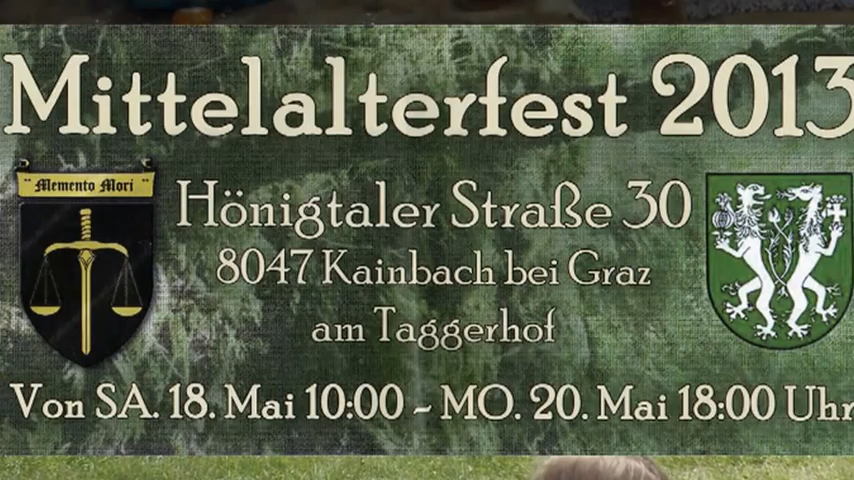 Mittelalterfest 2013
" Memento Mori "
Hönigtaler Straße 30
8047 Kainbach bei Graz
am Taggerhof
Von SA. 18. Mai 10:00 - MO. 20. Mai 18:00 Uhr